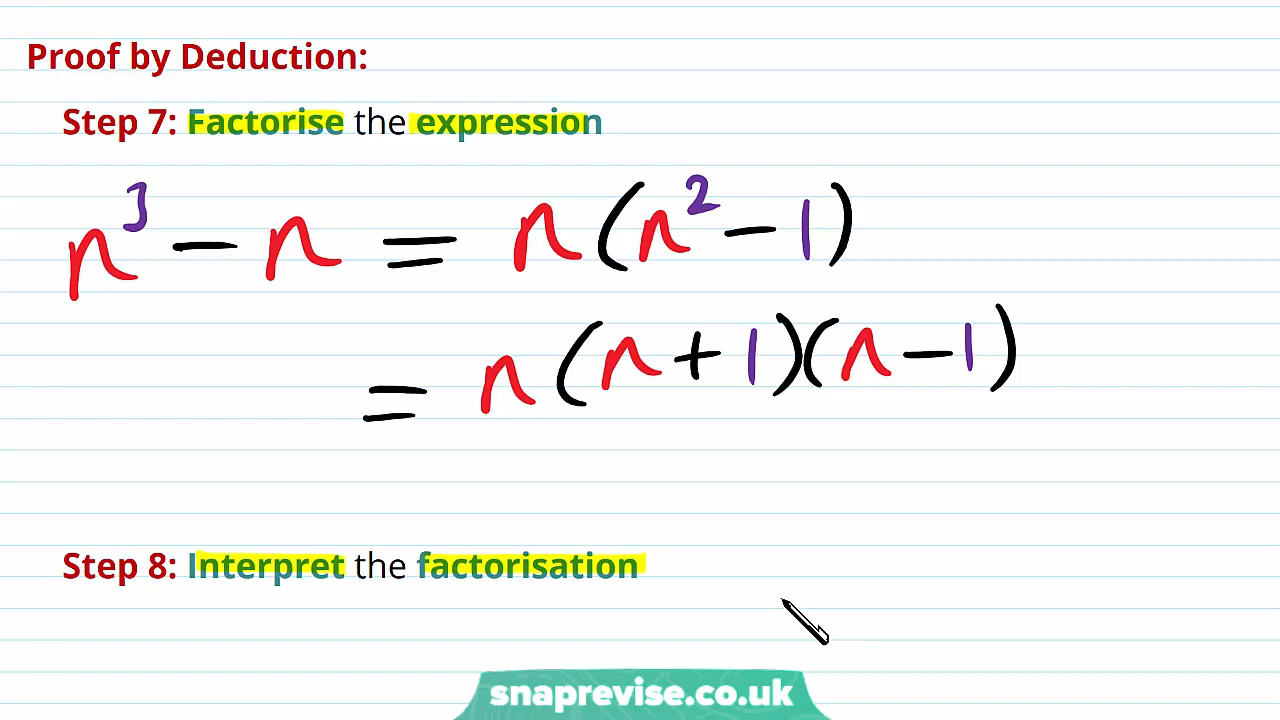 Proof by Deduction:
Step 7: Factorise the expression
n³ − n = n(n² − 1)
= n(n + 1)(n − 1)
Step 8: Interpret the factorisation
snaprevise.co.uk